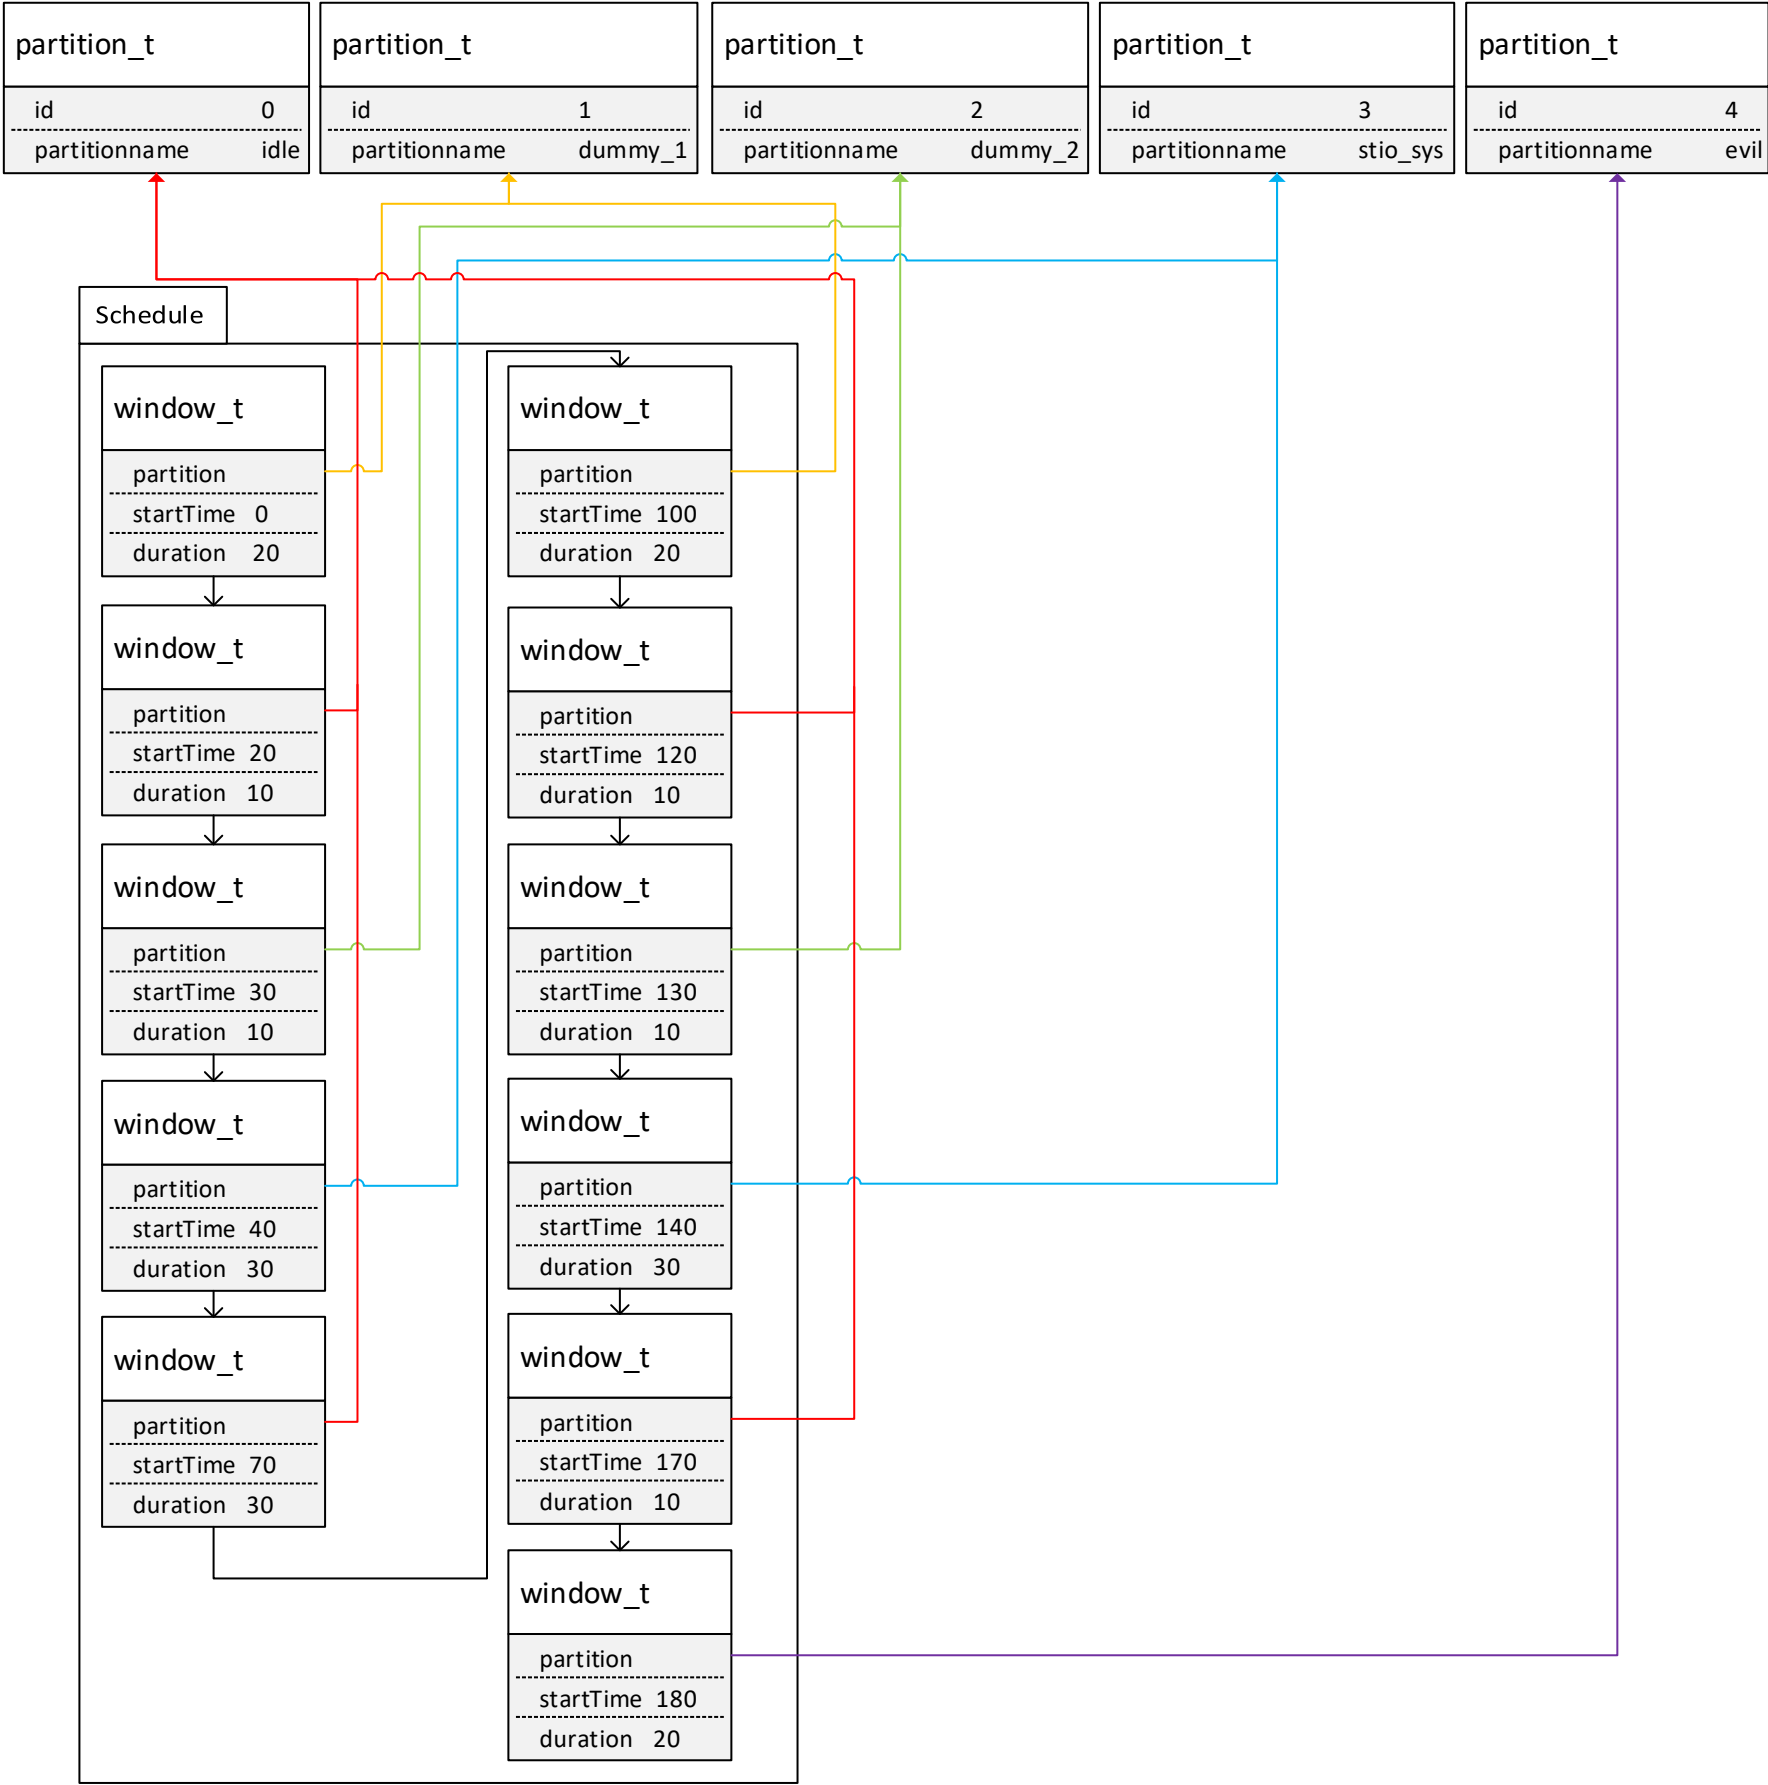 partition_t
id 0
partitionname idle
partition_t
id 1
partitionname dummy_1
partition_t
id 2
partitionname dummy_2
partition_t
id 3
partitionname stio_sys
partition_t
id 4
partitionname evil
Schedule
window_t
partition
startTime 0
duration 20
window_t
partition
startTime 20
duration 10
window_t
partition
startTime 30
duration 10
window_t
partition
startTime 40
duration 30
window_t
partition
startTime 70
duration 30
window_t
partition
startTime 100
duration 20
window_t
partition
startTime 120
duration 10
window_t
partition
startTime 130
duration 10
window_t
partition
startTime 140
duration 30
window_t
partition
startTime 170
duration 10
window_t
partition
startTime 180
duration 20